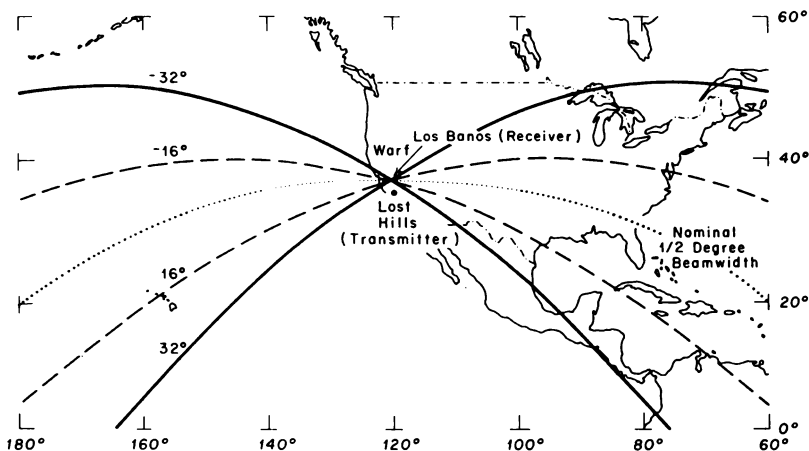 60°
-32°
Los Banos (Receiver)
Warf
-16°
40°
Lost
Hills
(Transmitter)
Nominal
1/2 Degree
Beamwidth
16°
20°
32°
0°
180°
160°
140°
120°
100°
80°
60°